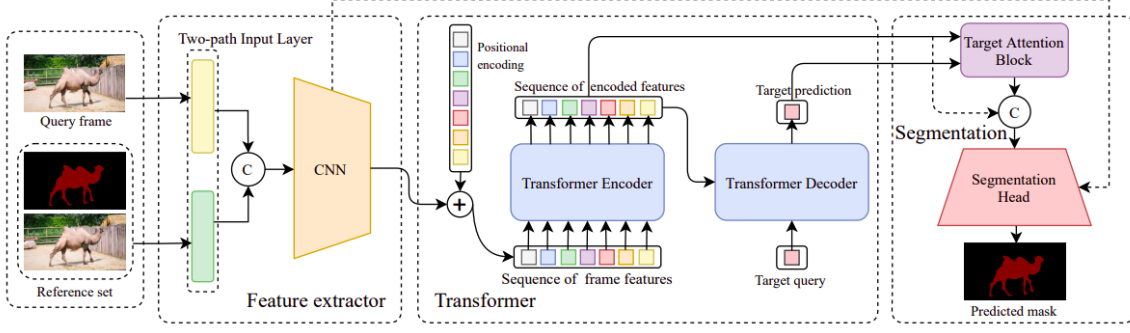 Query frame
Reference set
Two-path Input Layer
C
CNN
Feature extractor
Positional
encoding
+
Sequence of encoded features
Transformer Encoder
Sequence of frame features
Transformer
Target prediction
Transformer Decoder
Target query
Target Attention
Block
C
Segmentation
Segmentation
Head
Predicted mask